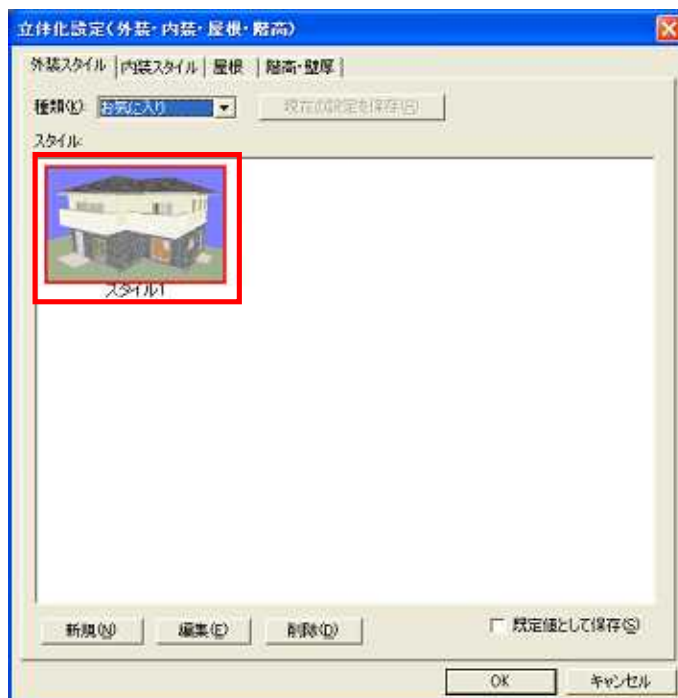 立体化設定(外装・内装・屋根・階高)
外装スタイル 内装スタイル 屋根 階高・壁厚
種類(K): お気に入り 現在の設定を保存(A)
スタイル:
スタイル1
新規(N) 編集(E) 削除(D) 既定値として保存(S)
OK キャンセル